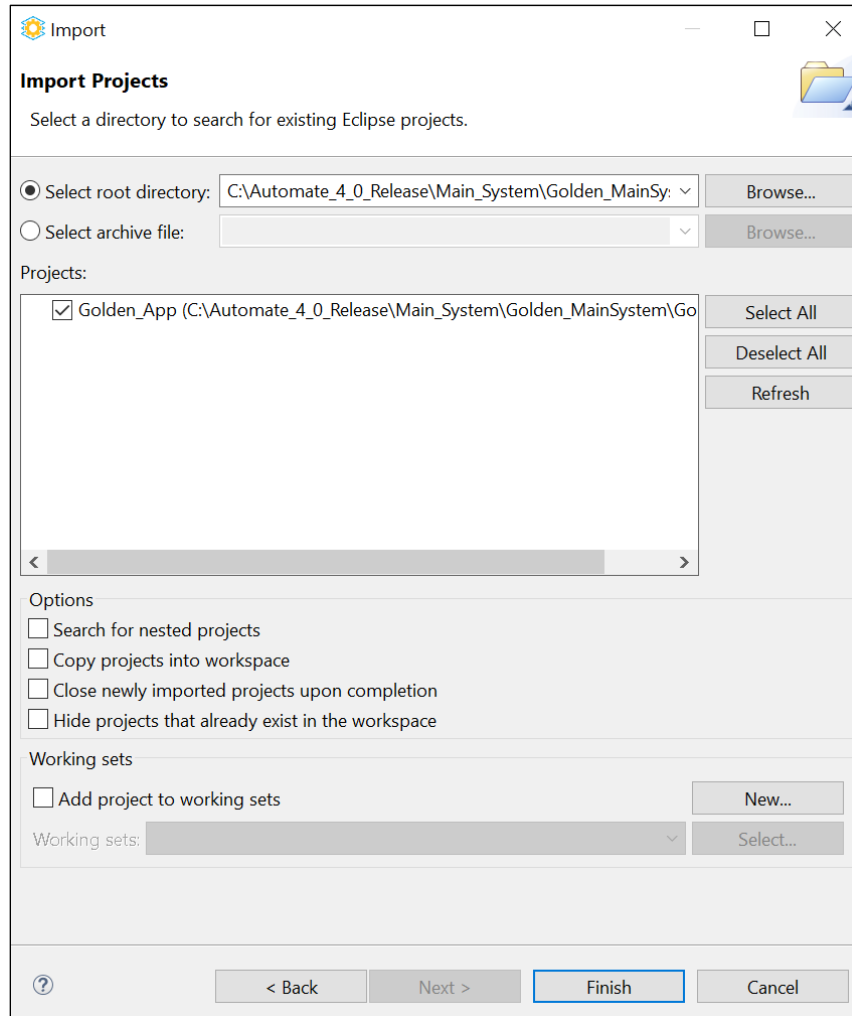 Import
Import Projects
Select a directory to search for existing Eclipse projects.
Select root directory: C:\Automate_4_0_Release\Main_System\Golden_MainSy Browse...
Select archive file: Browse...
Projects:
Golden_App (C:\Automate_4_0_Release\Main_System\Golden_MainSystem\Go
Select All
Deselect All
Refresh
Options
Search for nested projects
Copy projects into workspace
Close newly imported projects upon completion
Hide projects that already exist in the workspace
Working sets
Add project to working sets New...
Working sets: Select...
? < Back Next > Finish Cancel